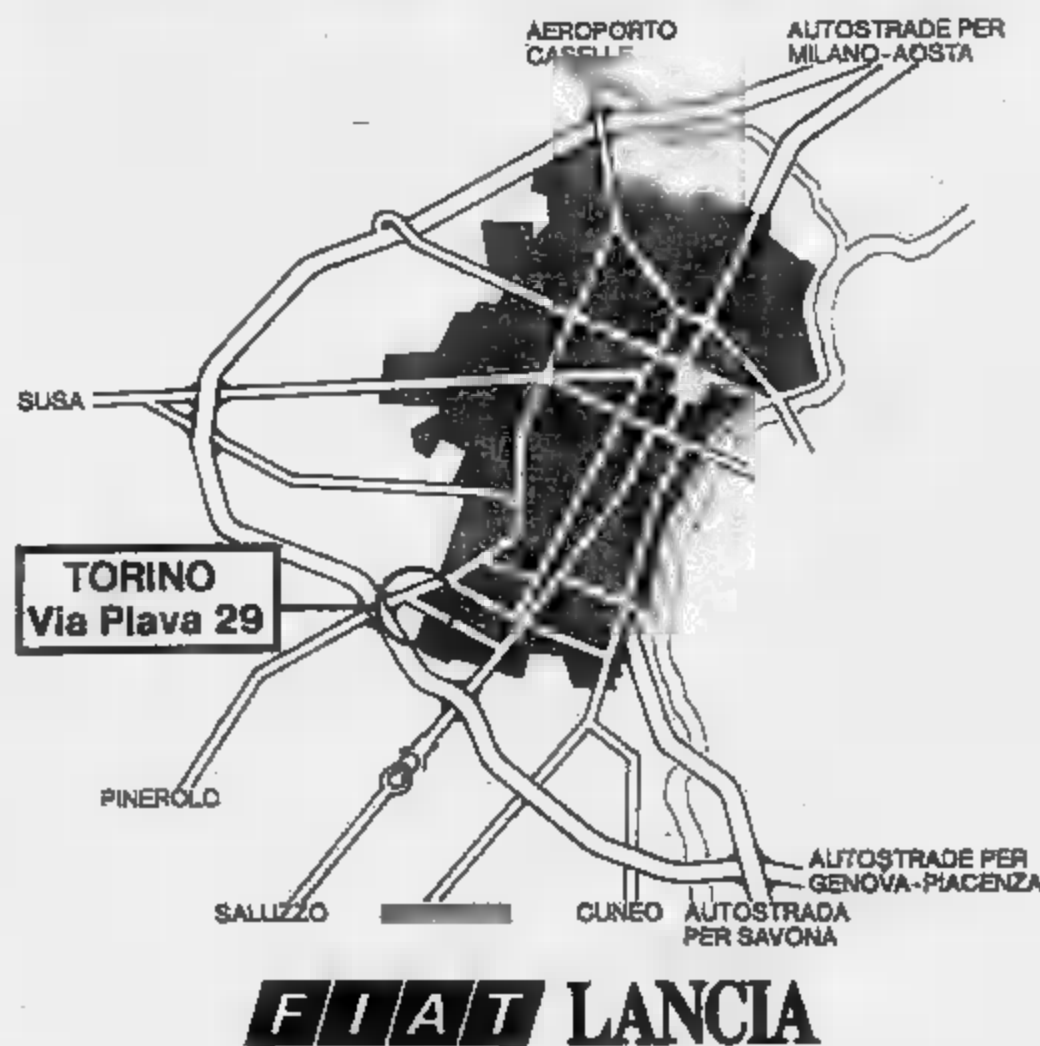 AEROPORTO
CASELLE
AUTOSTRADE PER
MILANO-AOSTA
SUSA
TORINO
Via Plava 29
PINEROLO
SALUZZO
CUNEO
AUTOSTRADA
PER SAVONA
AUTOSTRADE PER
GENOVA-PIACENZA
FIAT LANCIA